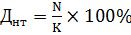 Днт = N/K × 100%